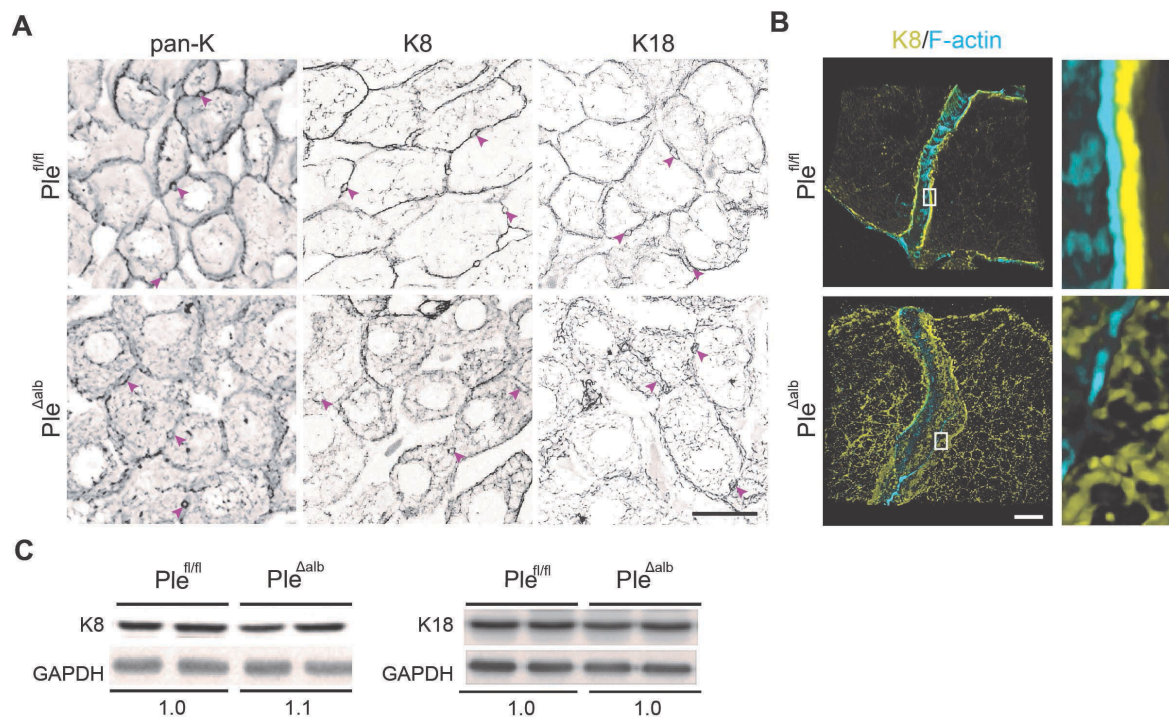 A
pan-K K8 K18
Ple fl/fl
Ple Δalb
B
K8/F-actin
Ple fl/fl
Ple Δalb
C
Ple fl/fl Ple Δalb
K8
GAPDH
1.0 1.1
Ple fl/fl Ple Δalb
K18
GAPDH
1.0 1.0